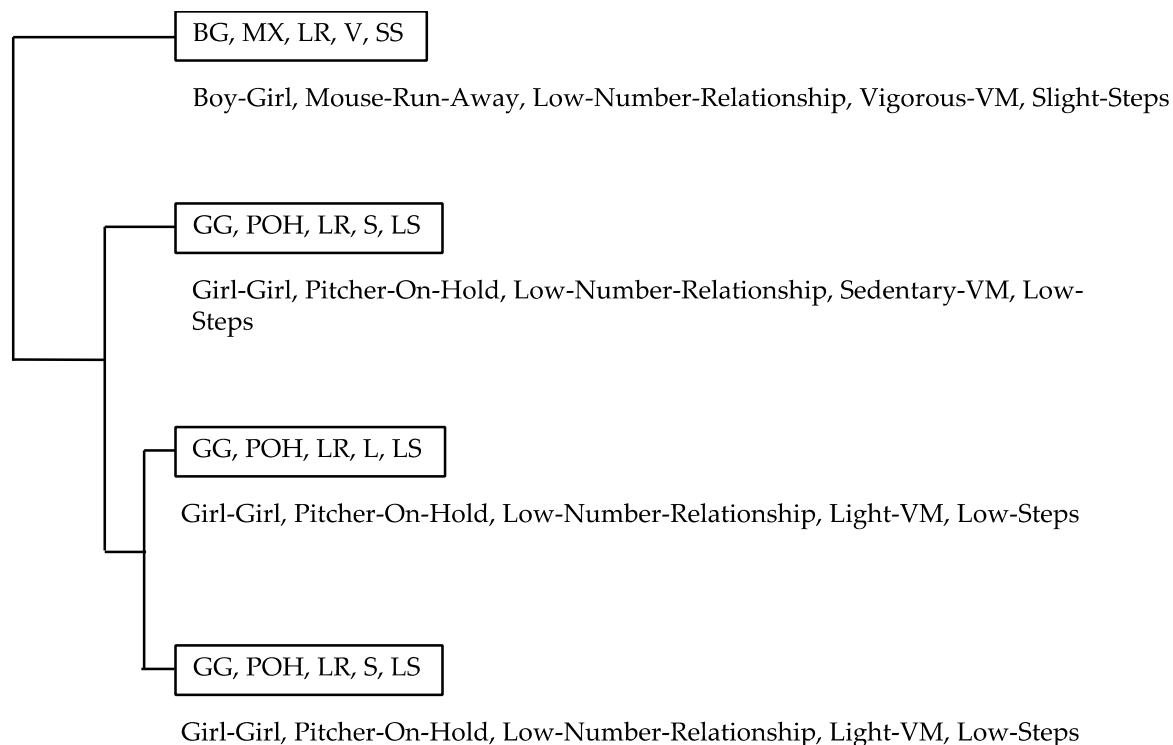 BG, MX, LR, V, SS
Boy-Girl, Mouse-Run-Away, Low-Number-Relationship, Vigorous-VM, Slight-Steps
GG, POH, LR, S, LS
Girl-Girl, Pitcher-On-Hold, Low-Number-Relationship, Sedentary-VM, Low-
Steps
GG, POH, LR, L, LS
Girl-Girl, Pitcher-On-Hold, Low-Number-Relationship, Light-VM, Low-Steps
GG, POH, LR, S, LS
Girl-Girl, Pitcher-On-Hold, Low-Number-Relationship, Light-VM, Low-Steps